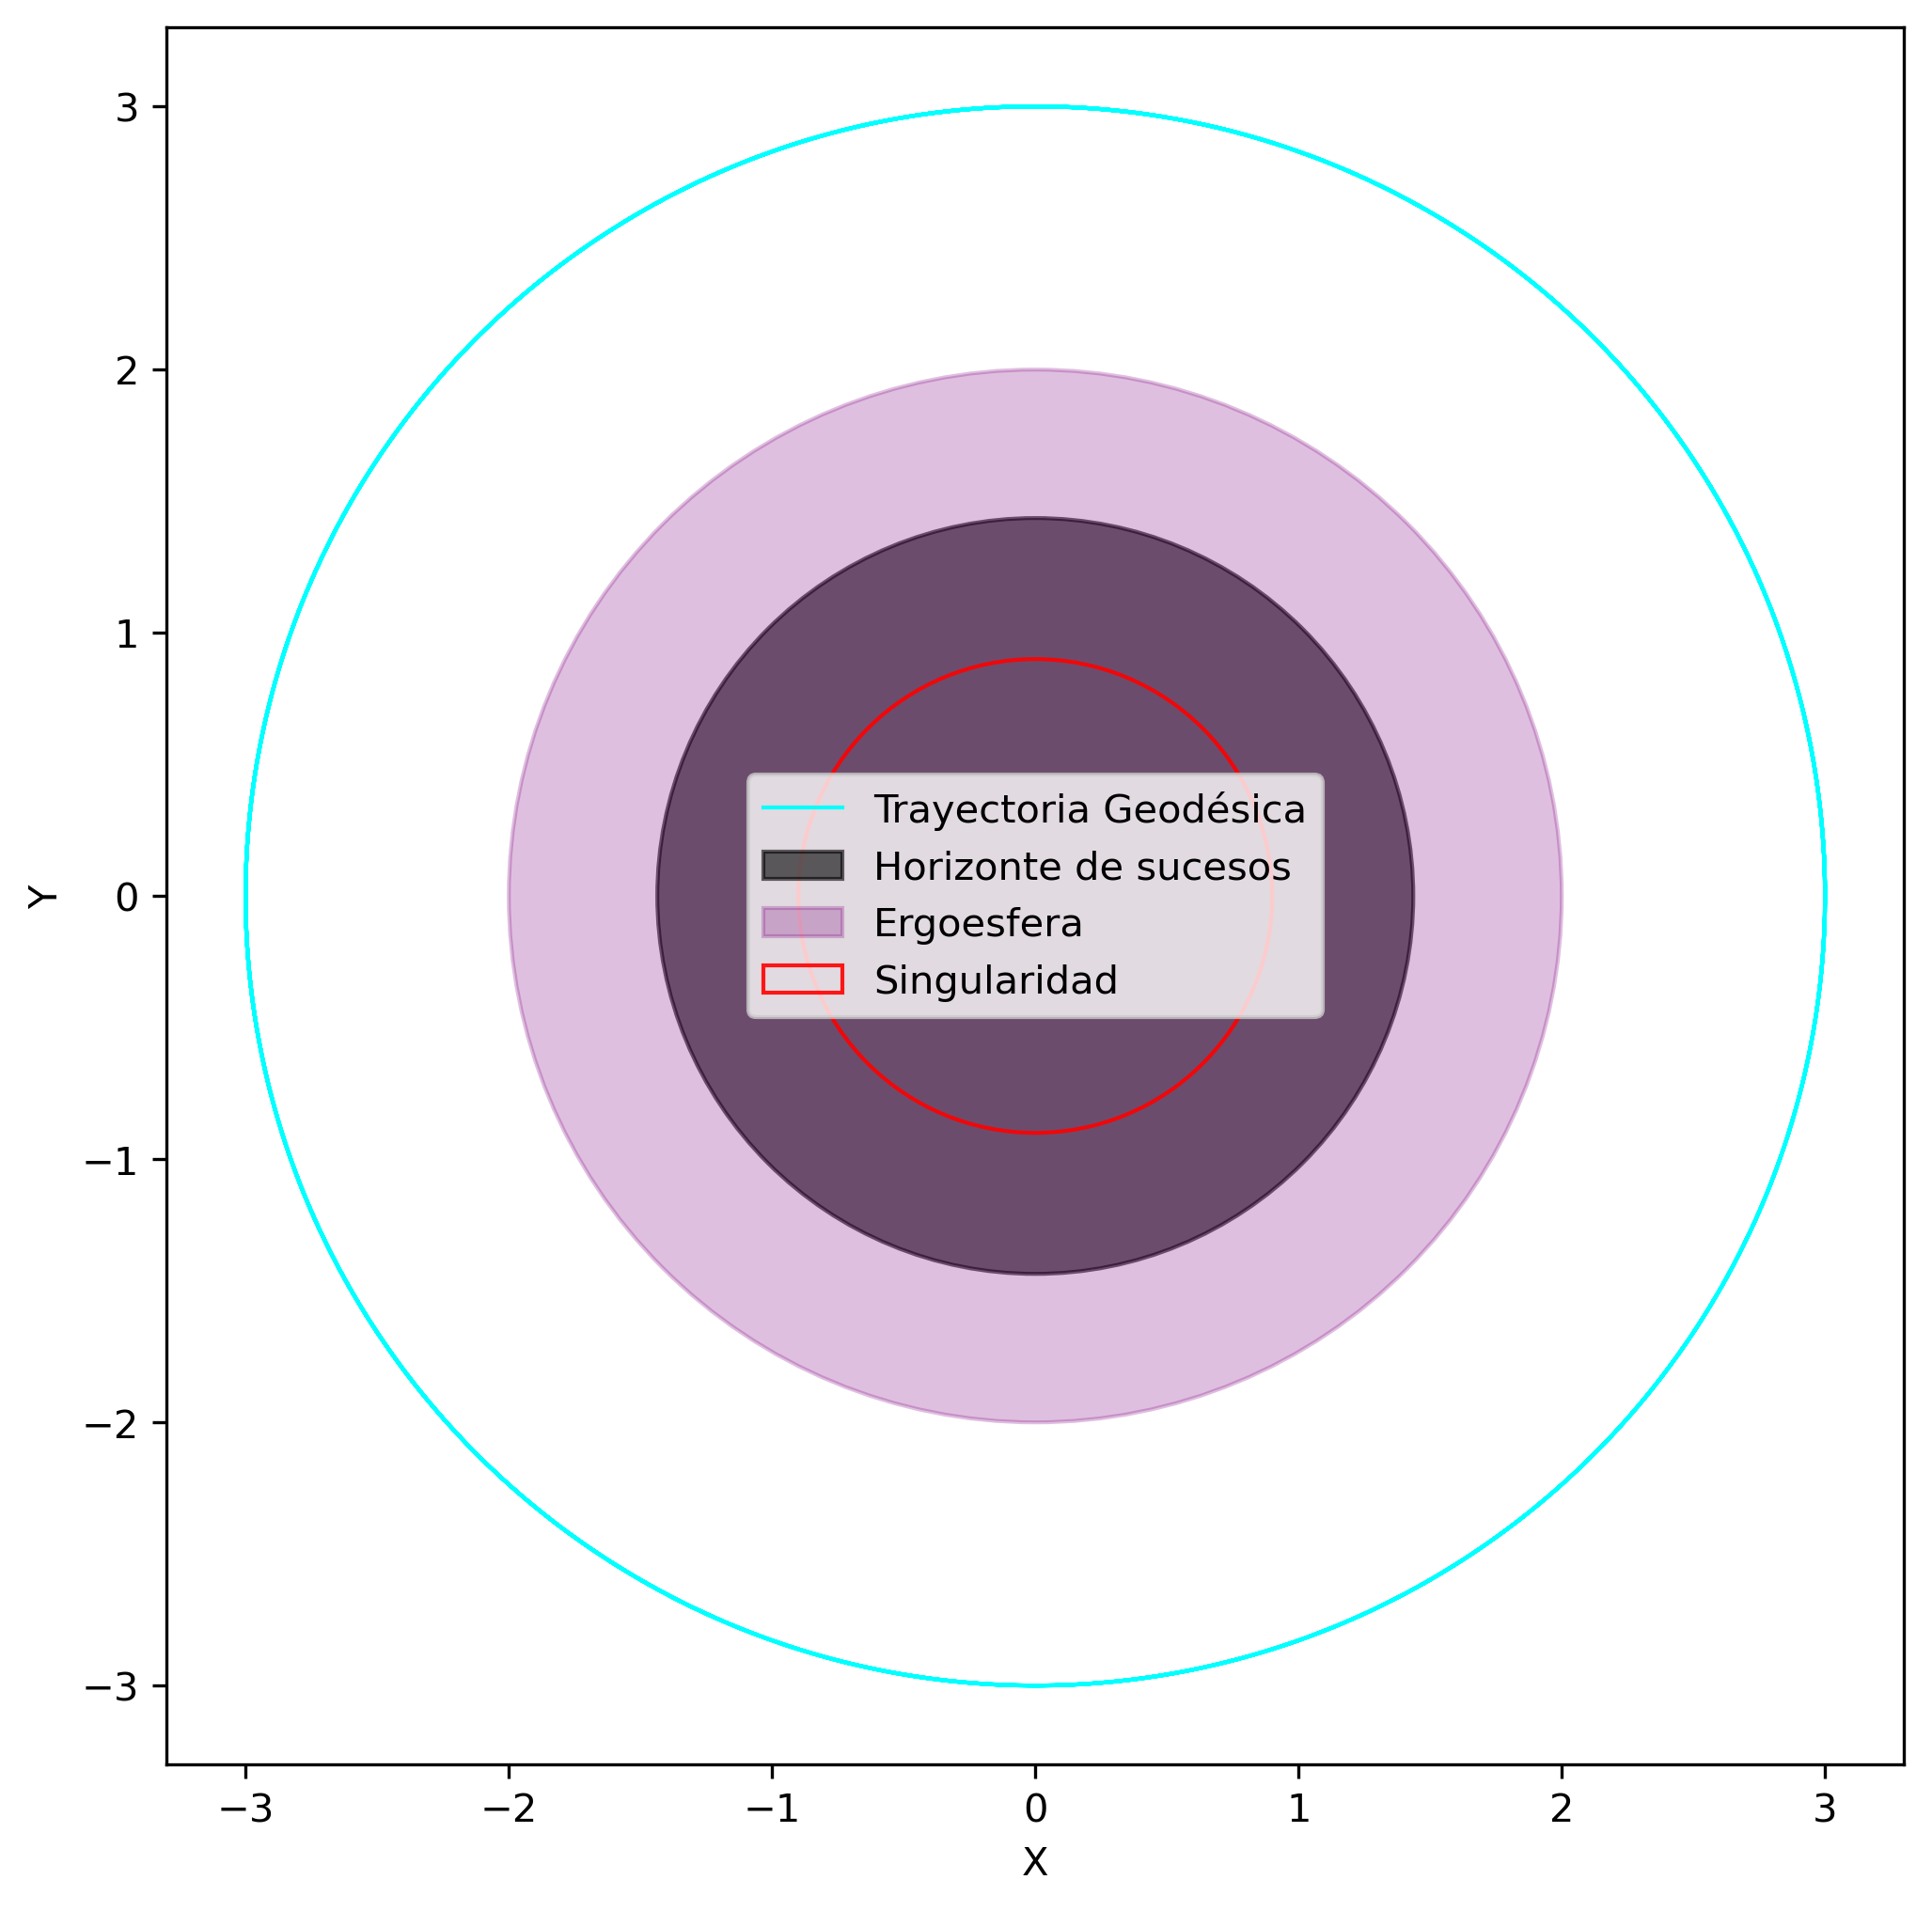 3
2
1
0
−1
−2
−3
Y
Trayectoria Geodésica
Horizonte de sucesos
Ergoesfera
Singularidad
−3 −2 −1 0 1 2 3
X